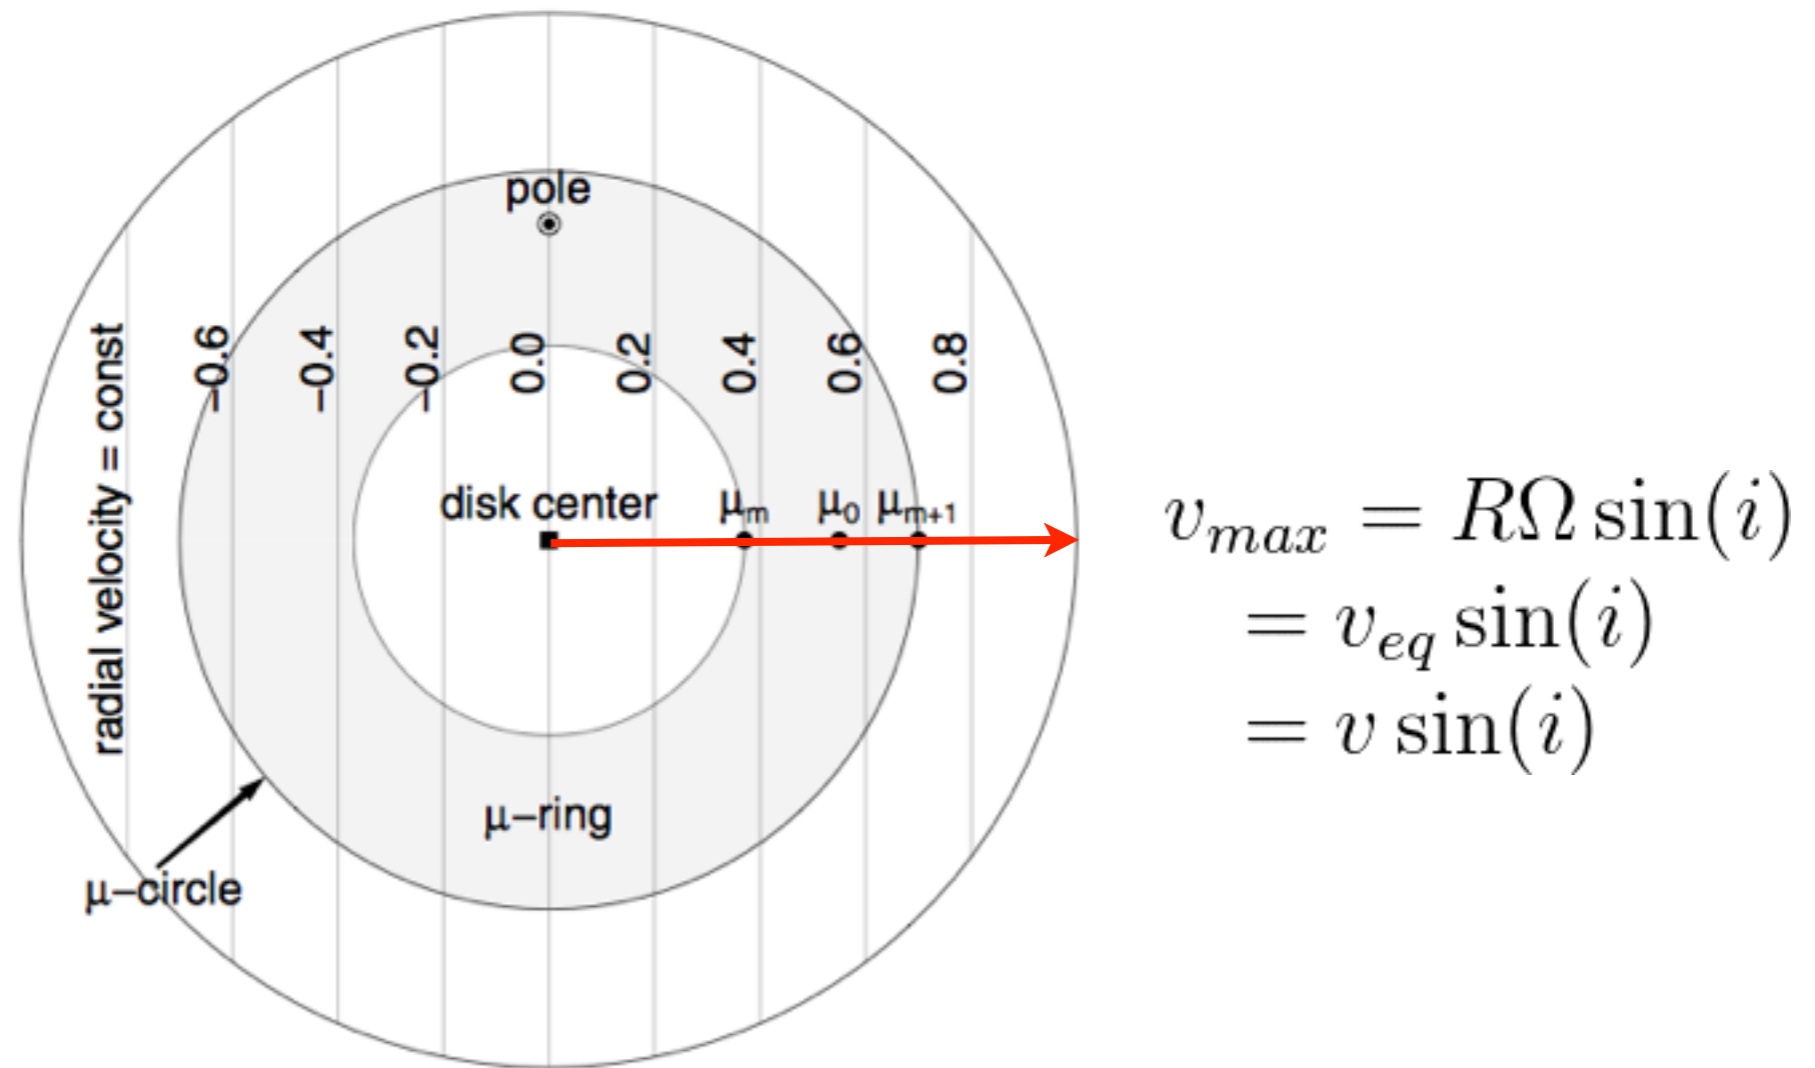 pole
−0.6
−0.4
−0.2
0.0
0.2
0.4
0.6
0.8
radial velocity = const
disk center
μm
μ0
μm+1
μ−ring
μ−circle
vmax = RΩ sin(i)
= veq sin(i)
= v sin(i)